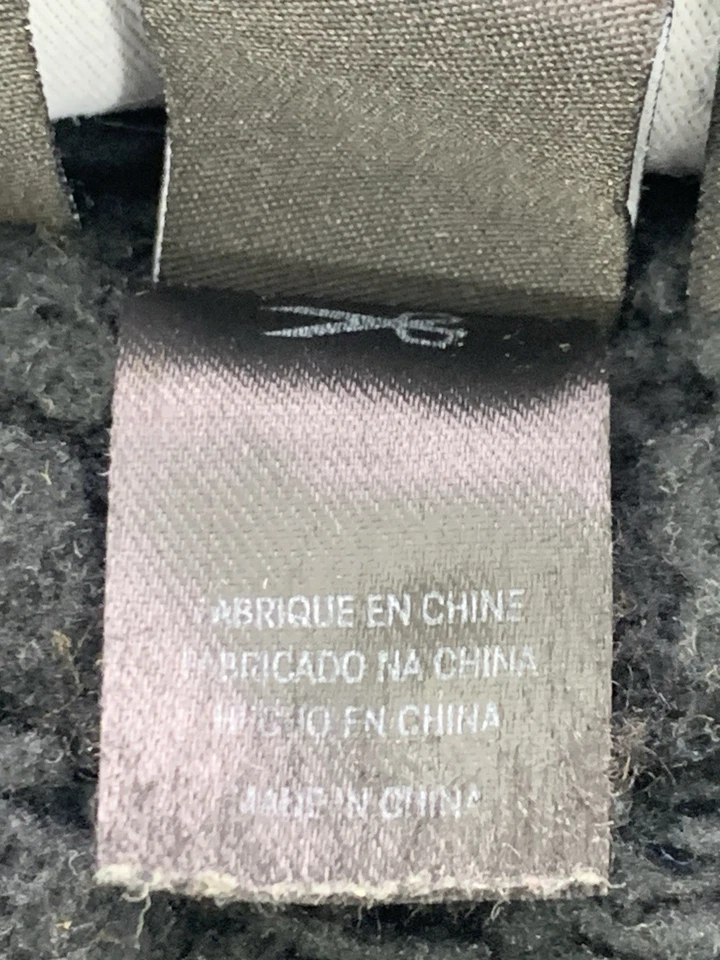 FABRIQUE EN CHINE
FABRICADO NA CHINA
HECHO EN CHINA
MADE IN CHINA